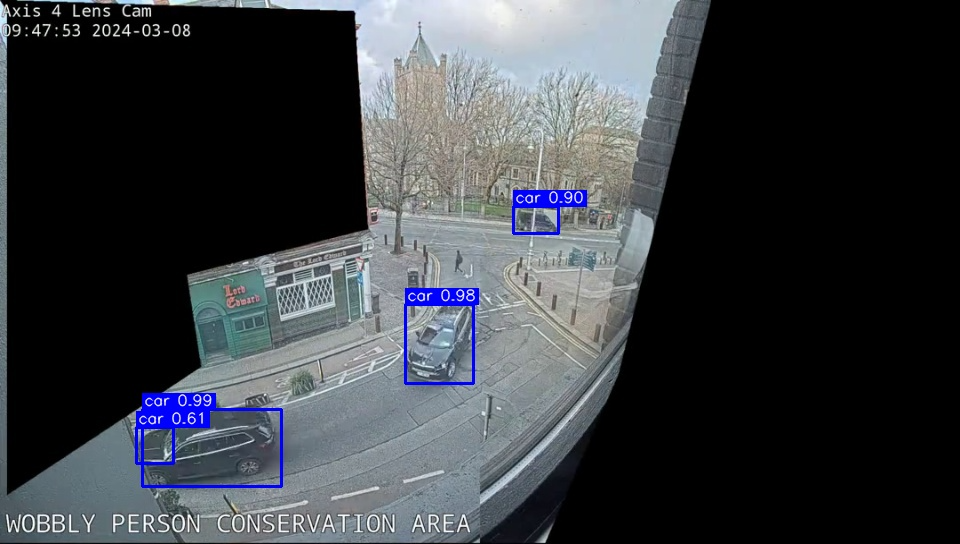 Axis 4 Lens Cam
09:47:53 2024-03-08
car 0.90
The Lord Edward
Lord
Edward
car 0.98
car 0.99
car 0.61
WOBBLY PERSON CONSERVATION AREA